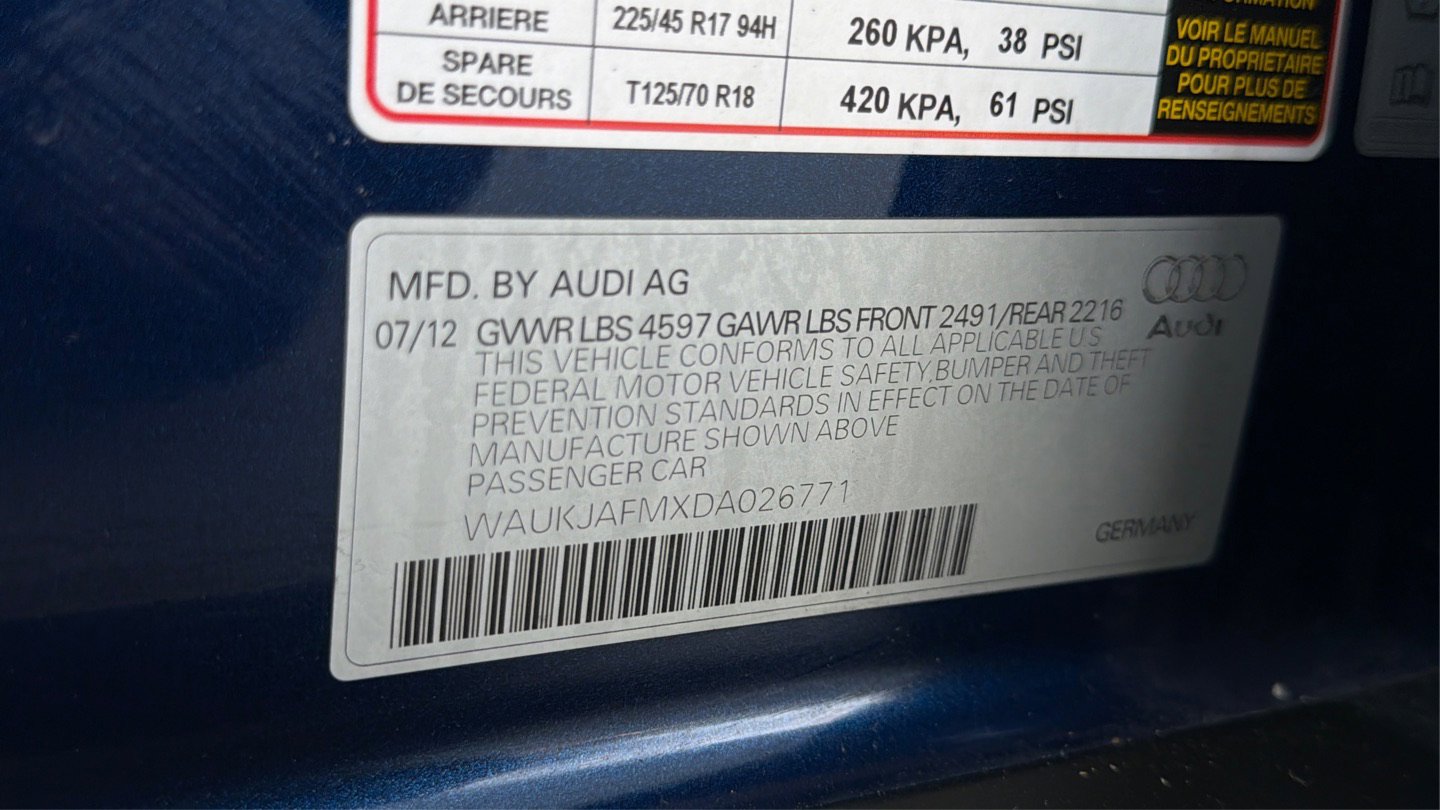 ARRIERE 225/45 R17 94H 260 KPA, 38 PSI
SPARE
DE SECOURS T125/70 R18 420 KPA, 61 PSI
VOIR LE MANUEL
DU PROPRIETAIRE
POUR PLUS DE
RENSEIGNEMENTS
MFD. BY AUDI AG
07/12 GVWR LBS 4597 GAWR LBS FRONT 2491/REAR 2216
THIS VEHICLE CONFORMS TO ALL APPLICABLE U S
FEDERAL MOTOR VEHICLE SAFETY,BUMPER AND THEFT
PREVENTION STANDARDS IN EFFECT ON THE DATE OF
MANUFACTURE SHOWN ABOVE
PASSENGER CAR
WAUKJAFMXDA026771
Audi
GERMANY